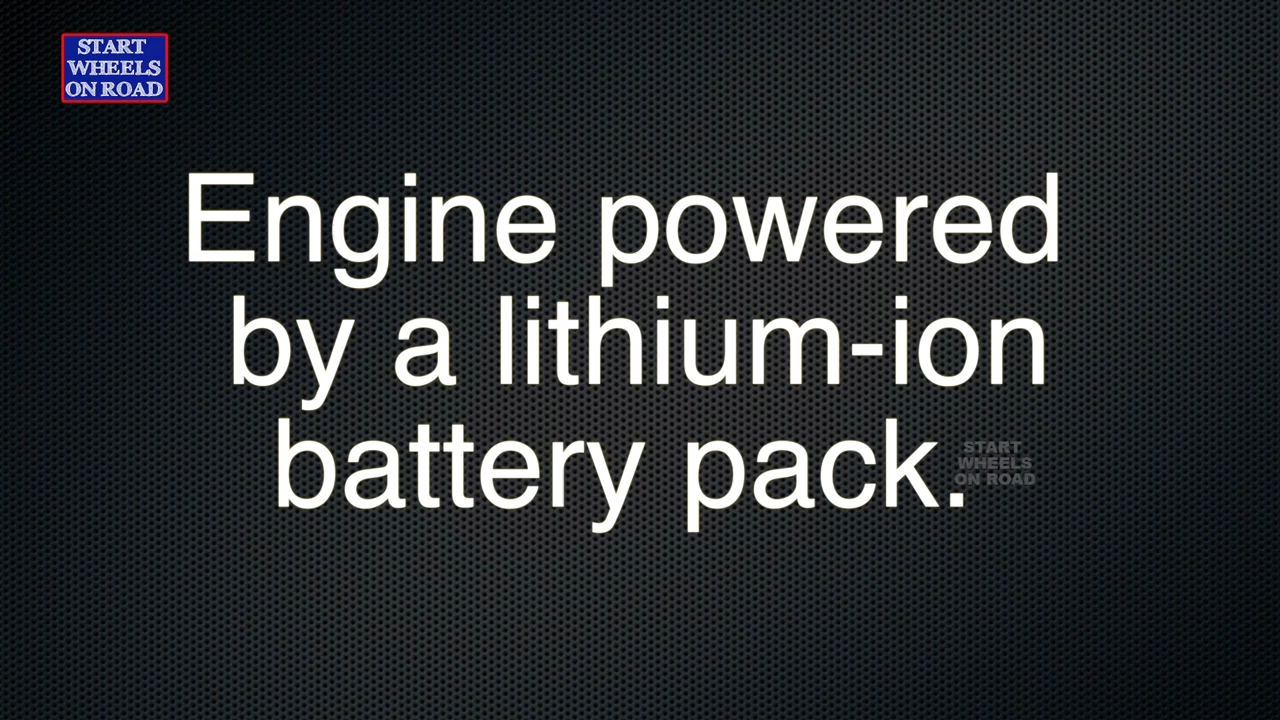 START
WHEELS
ON ROAD
Engine powered
by a lithium-ion
battery pack.
START
WHEELS
ON ROAD